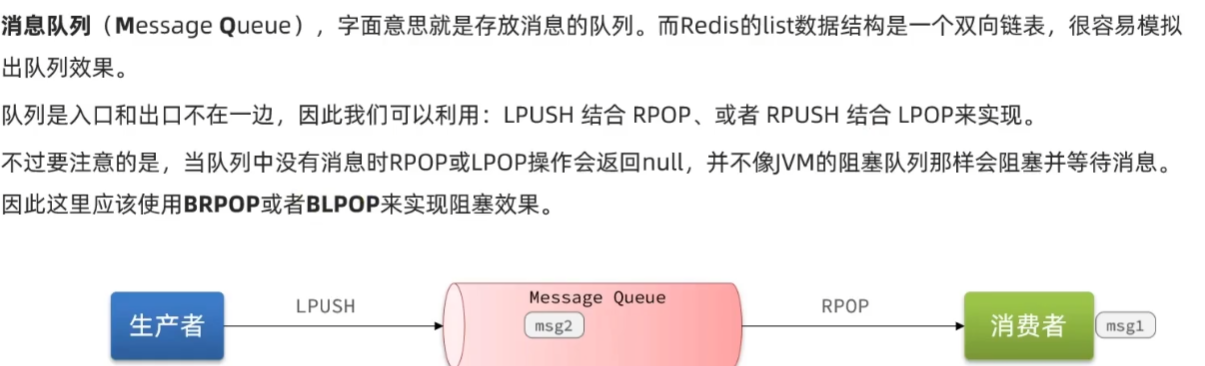 消息队列（Message Queue），字面意思就是存放消息的队列。而Redis的list数据结构是一个双向链表，很容易模拟
出队列效果。
队列是入口和出口不在一边，因此我们可以利用：LPUSH 结合 RPOP、或者 RPUSH 结合 LPOP来实现。
不过要注意的是，当队列中没有消息时RPOP或LPOP操作会返回null，并不像JVM的阻塞队列那样会阻塞并等待消息。
因此这里应该使用BRPOP或者BLPOP来实现阻塞效果。
生产者
LPUSH
Message Queue
msg2
RPOP
消费者
msg1